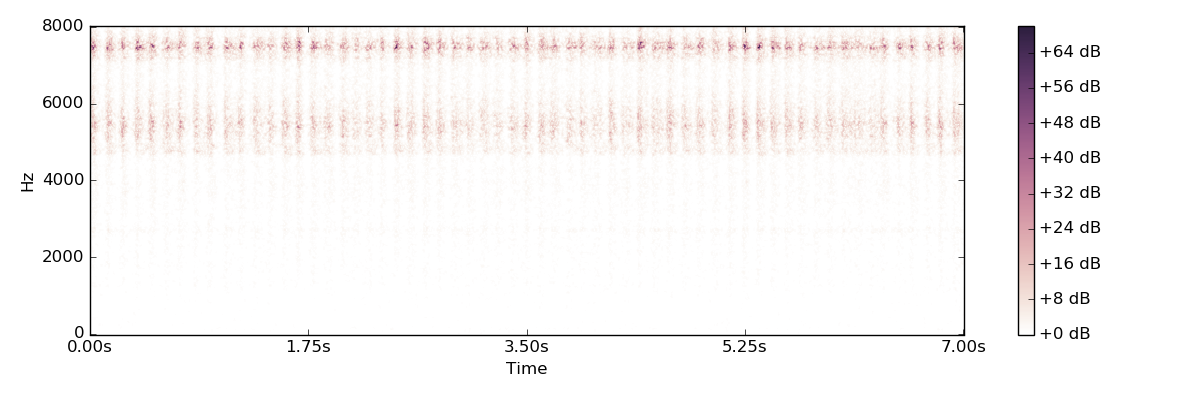 8000
6000
4000
2000
0
Hz
0.00s 1.75s 3.50s 5.25s 7.00s
Time
+64 dB
+56 dB
+48 dB
+40 dB
+32 dB
+24 dB
+16 dB
+8 dB
+0 dB